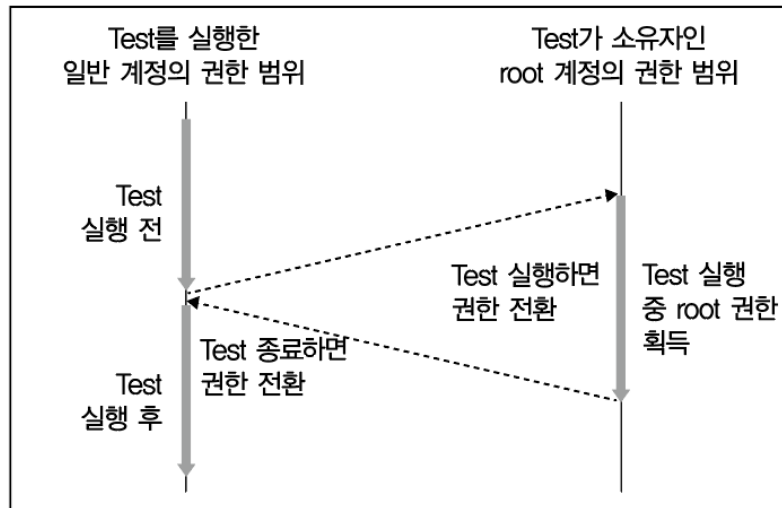 Test를 실행한
일반 계정의 권한 범위
Test가 소유자인
root 계정의 권한 범위
Test
실행 전
Test 실행하면
권한 전환
Test 실행
중 root 권한
획득
Test 종료하면
권한 전환
Test
실행 후